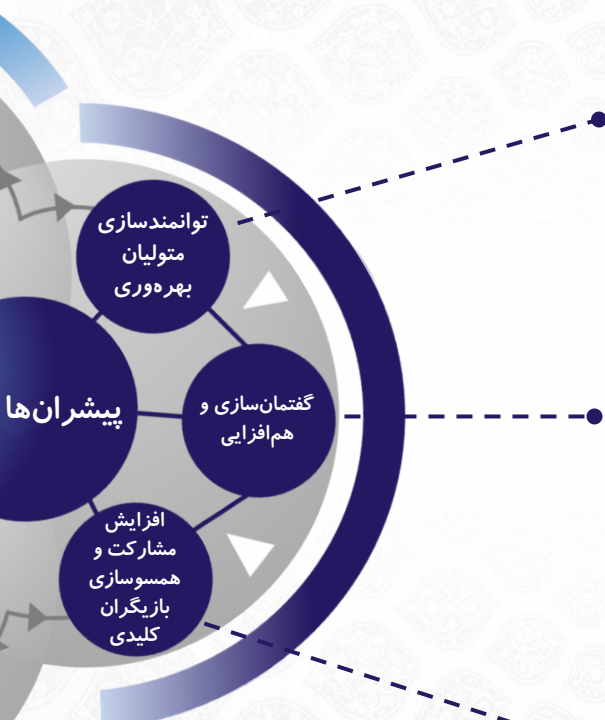 توانمندسازی
متولیان
بهره‌وری
پیشران‌ها
گفتمان‌سازی و
هم‌افزایی
افزایش
مشارکت و
همسوسازی
بازیگران
کلیدی